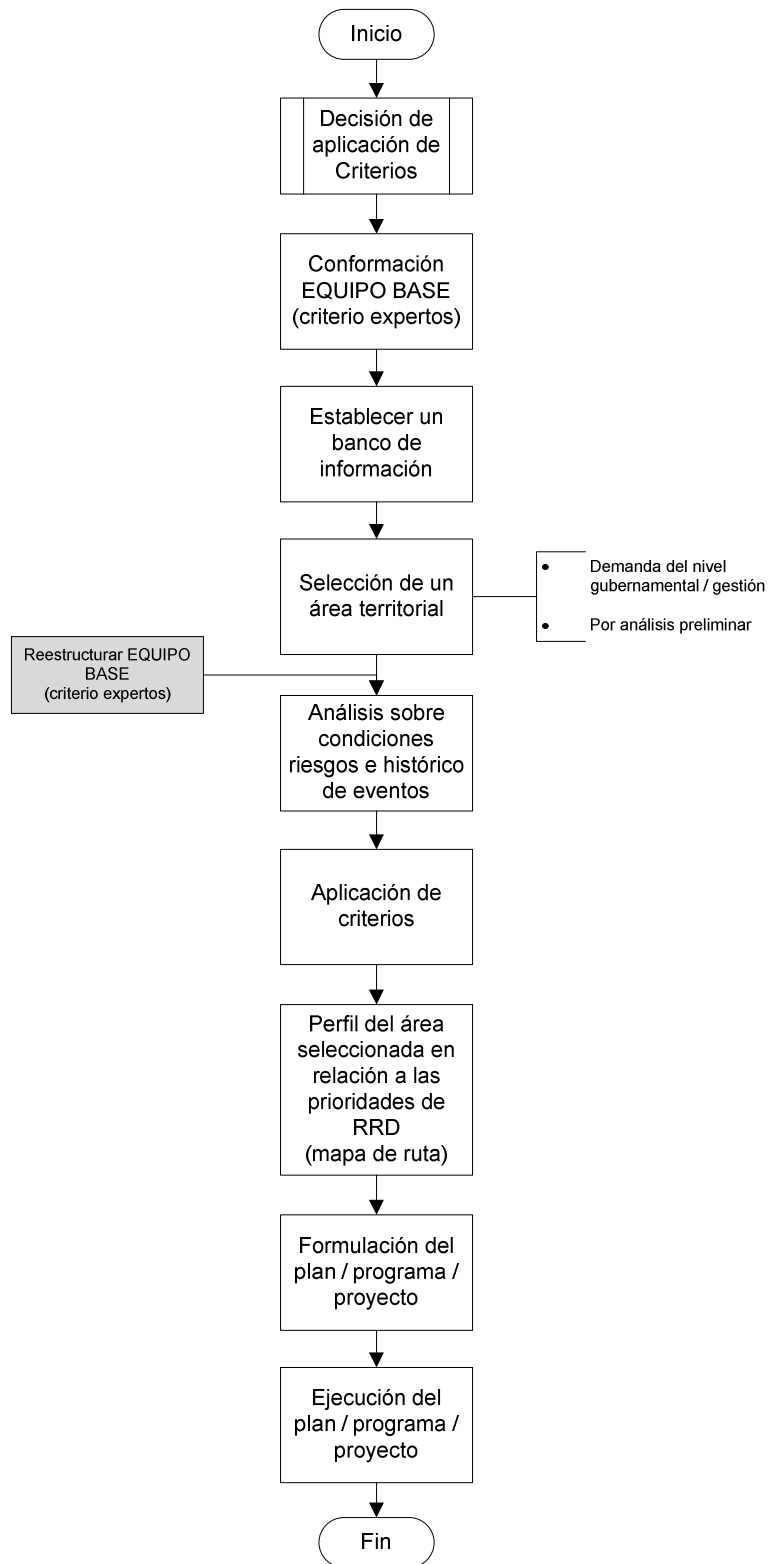 Inicio
Decisión de
aplicación de
Criterios
Conformación
EQUIPO BASE
(criterio expertos)
Establecer un
banco de
información
Selección de un
área territorial
• Demanda del nivel
gubernamental / gestión
• Por análisis preliminar
Reestructurar EQUIPO
BASE
(criterio expertos)
Análisis sobre
condiciones
riesgos e histórico
de eventos
Aplicación de
criterios
Perfil del área
seleccionada en
relación a las
prioridades de
RRD
(mapa de ruta)
Formulación del
plan / programa /
proyecto
Ejecución del
plan / programa /
proyecto
Fin